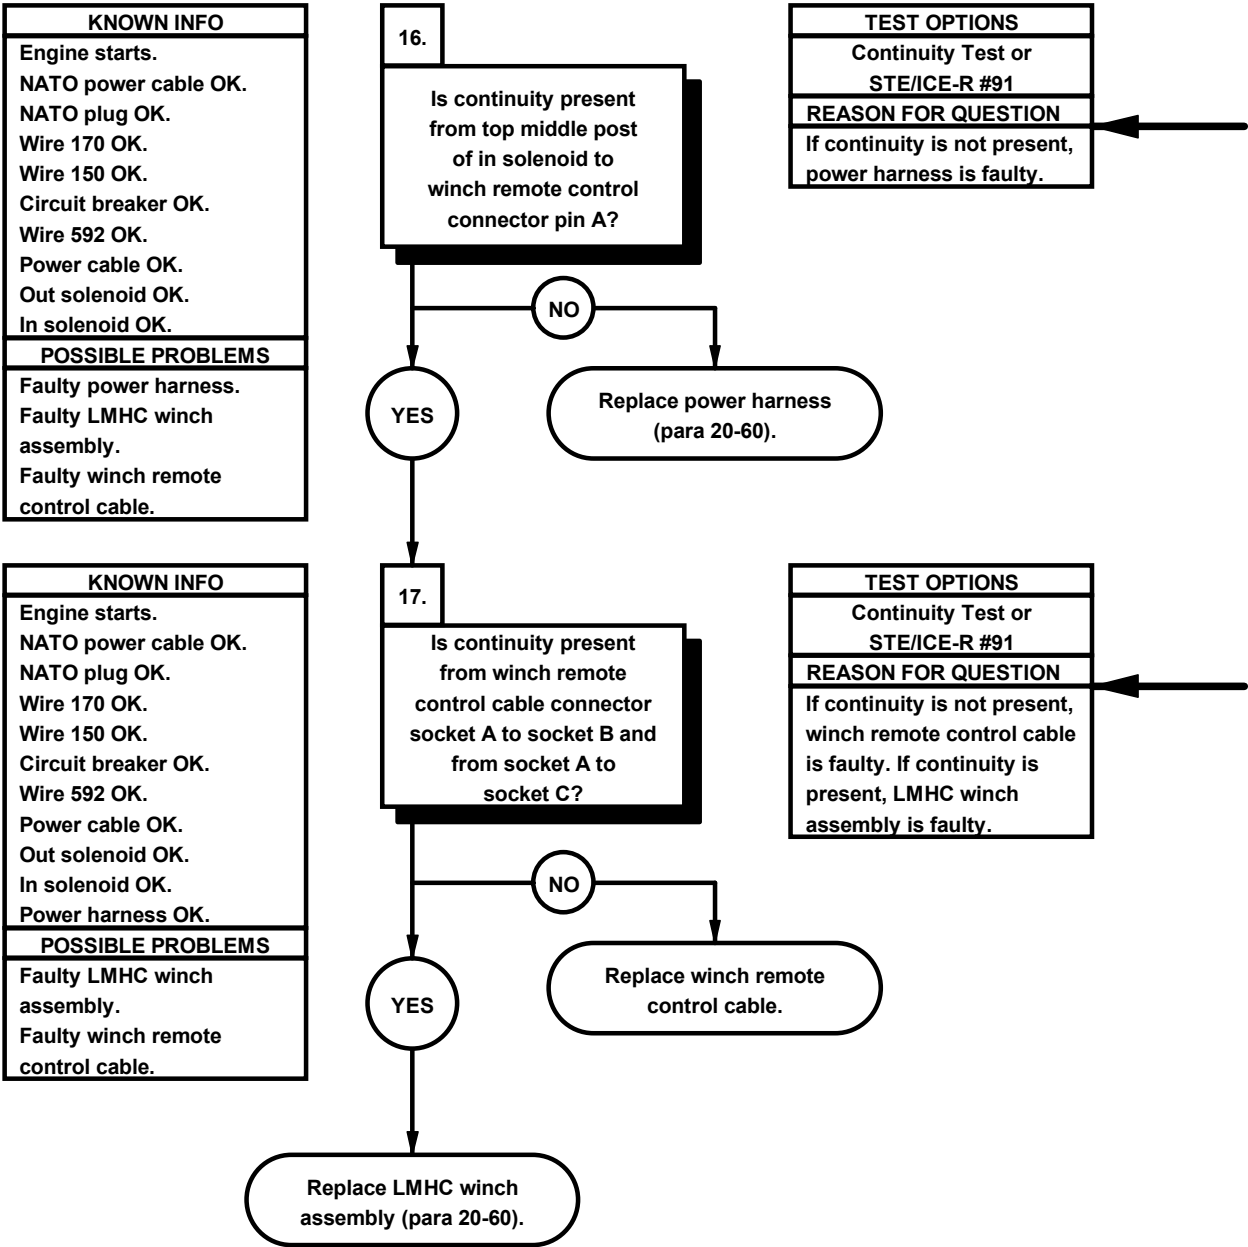 KNOWN INFO
Engine starts.
NATO power cable OK.
NATO plug OK.
Wire 170 OK.
Wire 150 OK.
Circuit breaker OK.
Wire 592 OK.
Power cable OK.
Out solenoid OK.
In solenoid OK.
POSSIBLE PROBLEMS
Faulty power harness.
Faulty LMHC winch
assembly.
Faulty winch remote
control cable.
16.
Is continuity present
from top middle post
of in solenoid to
winch remote control
connector pin A?
TEST OPTIONS
Continuity Test or
STE/ICE-R #91
REASON FOR QUESTION
If continuity is not present,
power harness is faulty.
NO
YES
Replace power harness
(para 20-60).
KNOWN INFO
Engine starts.
NATO power cable OK.
NATO plug OK.
Wire 170 OK.
Wire 150 OK.
Circuit breaker OK.
Wire 592 OK.
Power cable OK.
Out solenoid OK.
In solenoid OK.
Power harness OK.
POSSIBLE PROBLEMS
Faulty LMHC winch
assembly.
Faulty winch remote
control cable.
17.
Is continuity present
from winch remote
control cable connector
socket A to socket B and
from socket A to
socket C?
TEST OPTIONS
Continuity Test or
STE/ICE-R #91
REASON FOR QUESTION
If continuity is not present,
winch remote control cable
is faulty. If continuity is
present, LMHC winch
assembly is faulty.
NO
YES
Replace winch remote
control cable.
Replace LMHC winch
assembly (para 20-60).